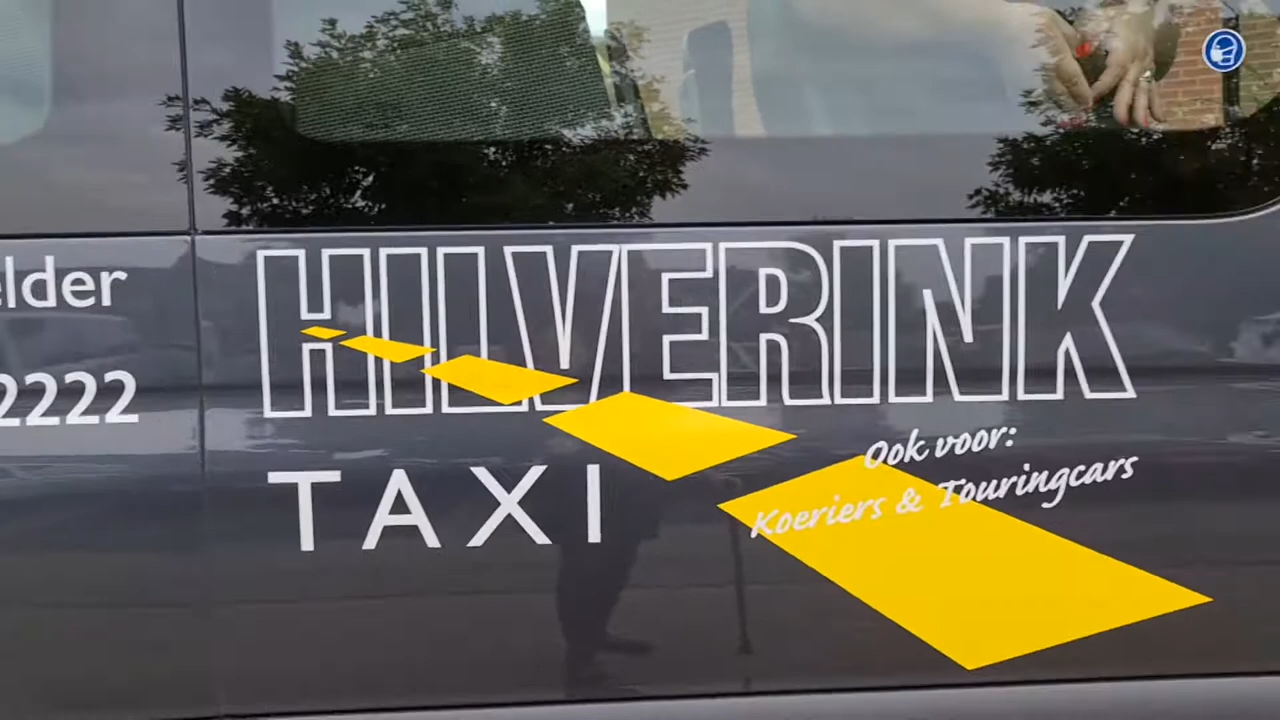 elder
2222
HILVERINK
TAXI
Ook voor:
Koeriers & Touringcars